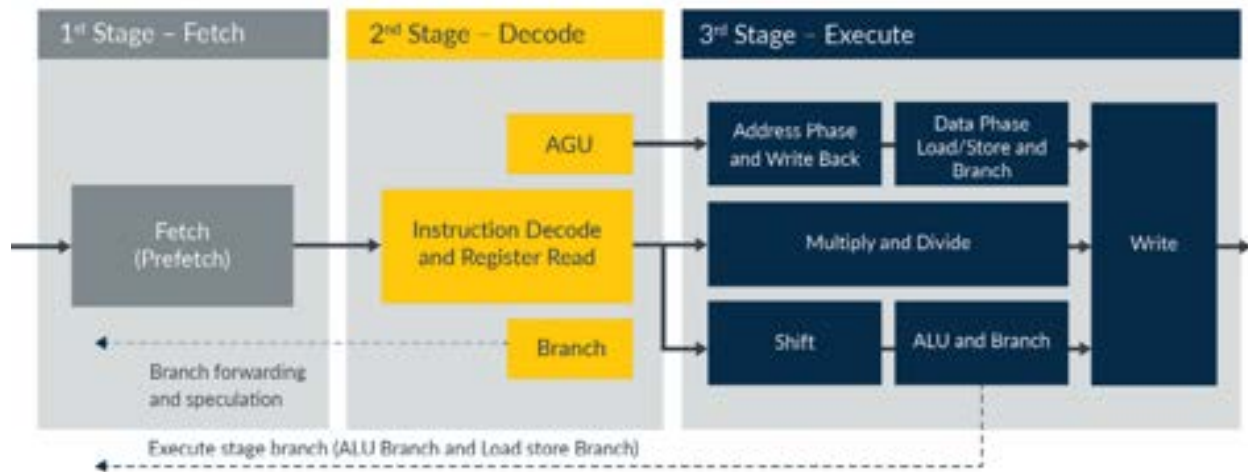 1st Stage – Fetch
2nd Stage – Decode
3rd Stage – Execute
Fetch
(Prefetch)
AGU
Instruction Decode
and Register Read
Branch
Address Phase
and Write Back
Data Phase
Load/Store and
Branch
Multiply and Divide
Shift
ALU and Branch
Write
Branch forwarding
and speculation
Execute stage branch (ALU Branch and Load store Branch)